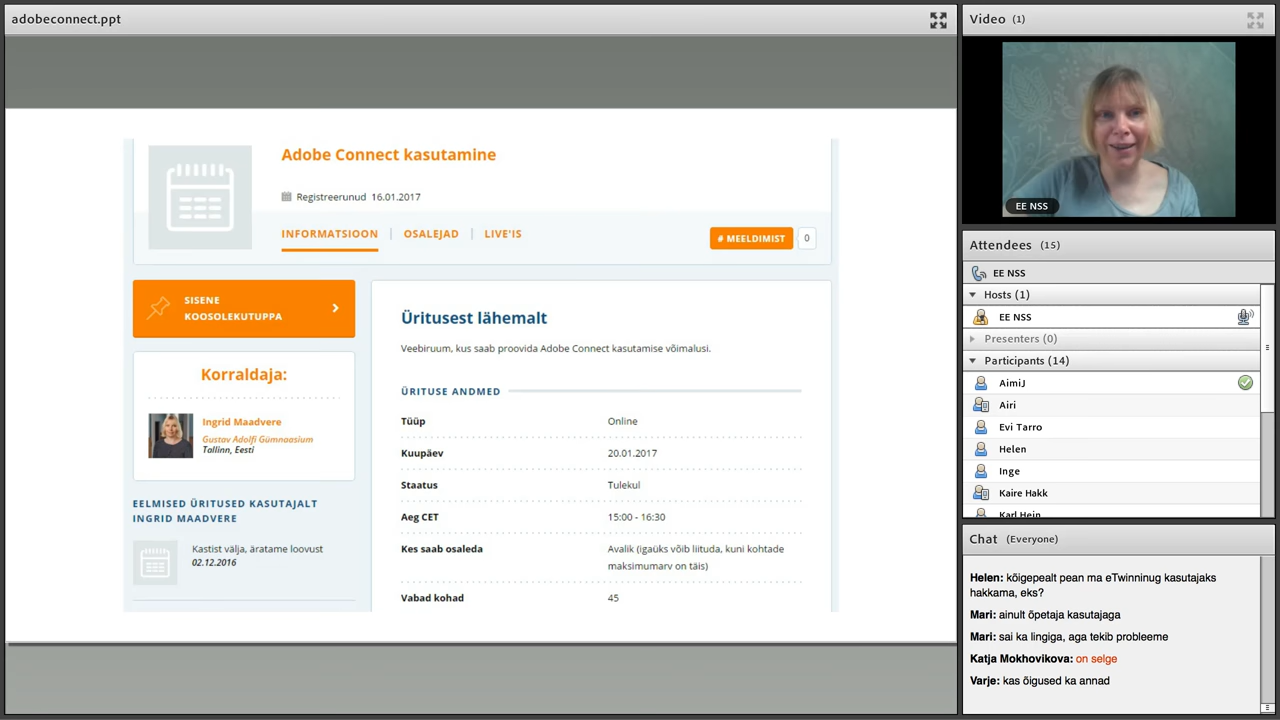 adobeconnect.ppt
Adobe Connect kasutamine
Registreerunud 16.01.2017
INFORMATSIOON | OSALEJAD | LIVE'IS
# MEELDIMIST 0
SISENE
KOOSOLEKUTUPPA
Korraldaja:
Ingrid Maadvere
Gustav Adolfi Gümnaasium
Tallinn, Eesti
EELMISED ÜRITUSED KASUTAJALT
INGRID MAADVERE
Kastist välja, äratame loovust
02.12.2016
Üritusest lähemalt
Veebiruum, kus saab proovida Adobe Connect kasutamise võimalusi.
ÜRITUSE ANDMED
Tüüp Online
Kuupäev 20.01.2017
Staatus Tulekul
Aeg CET 15:00 - 16:30
Kes saab osaleda Avalik (igaüks võib liituda, kuni kohtade
maksimumarv on täis)
Vabad kohad 45
Video (1)
EE NSS
Attendees (15)
EE NSS
Hosts (1)
EE NSS
Presenters (0)
Participants (14)
AimiJ
Airi
Evi Tarro
Helen
Inge
Kaire Hakk
Karl Hein
Chat (Everyone)
Helen: kõigepealt pean ma eTwinninug kasutajaks
hakkama, eks?
Mari: ainult õpetaja kasutajaga
Mari: sai ka lingiga, aga tekib probleeme
Katja Mokhovikova: on selge
Varje: kas õigused ka annad